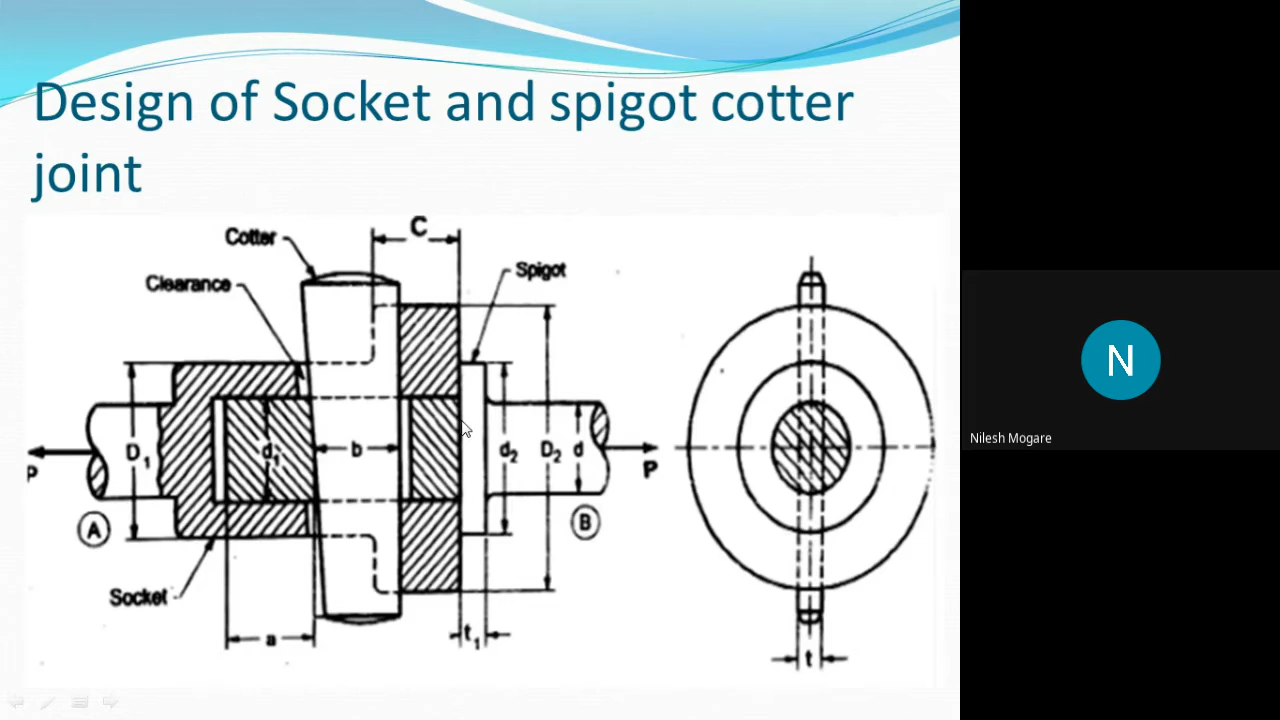 Design of Socket and spigot cotter
joint
C
Cotter
Spigot
Clearance
D1
d1
b
d2
D2
d
P
P
A
B
Socket
a
t1
t
N
Nilesh Mogare